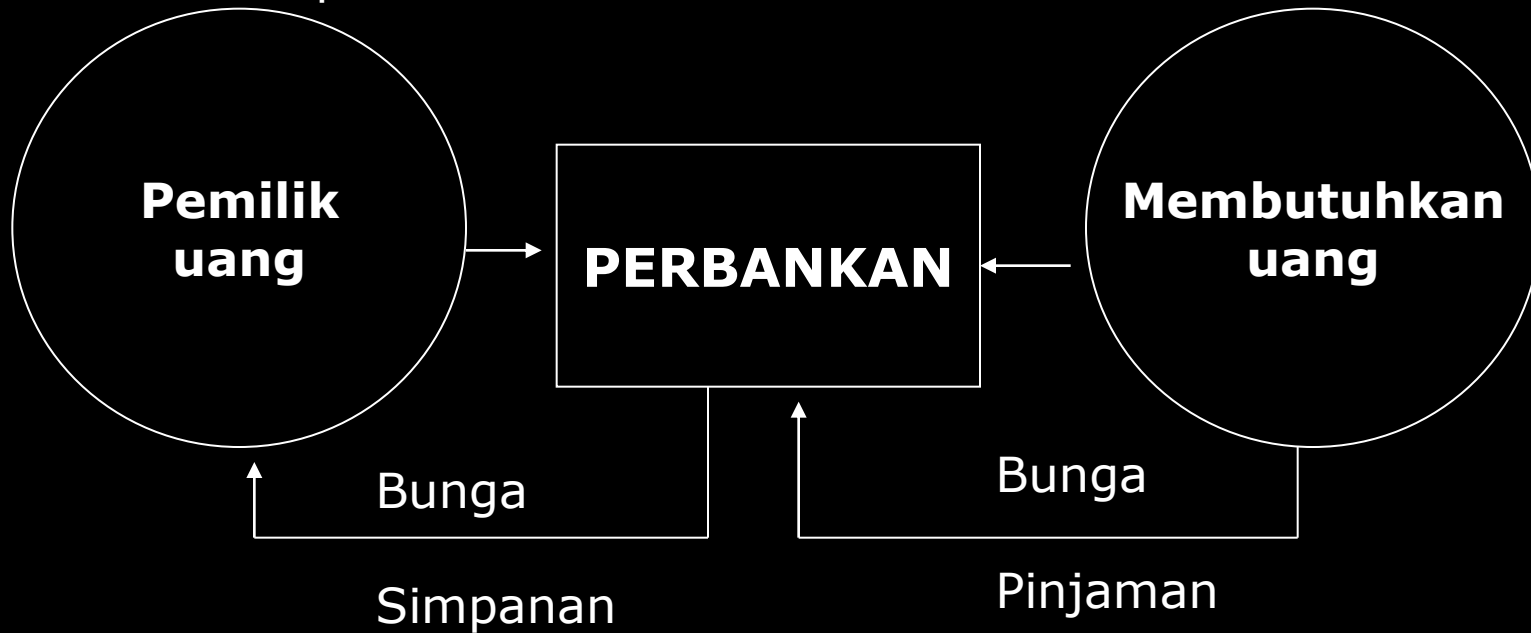 Pemilik
uang
PERBANKAN
Membutuhkan
uang
Bunga
Simpanan
Bunga
Pinjaman